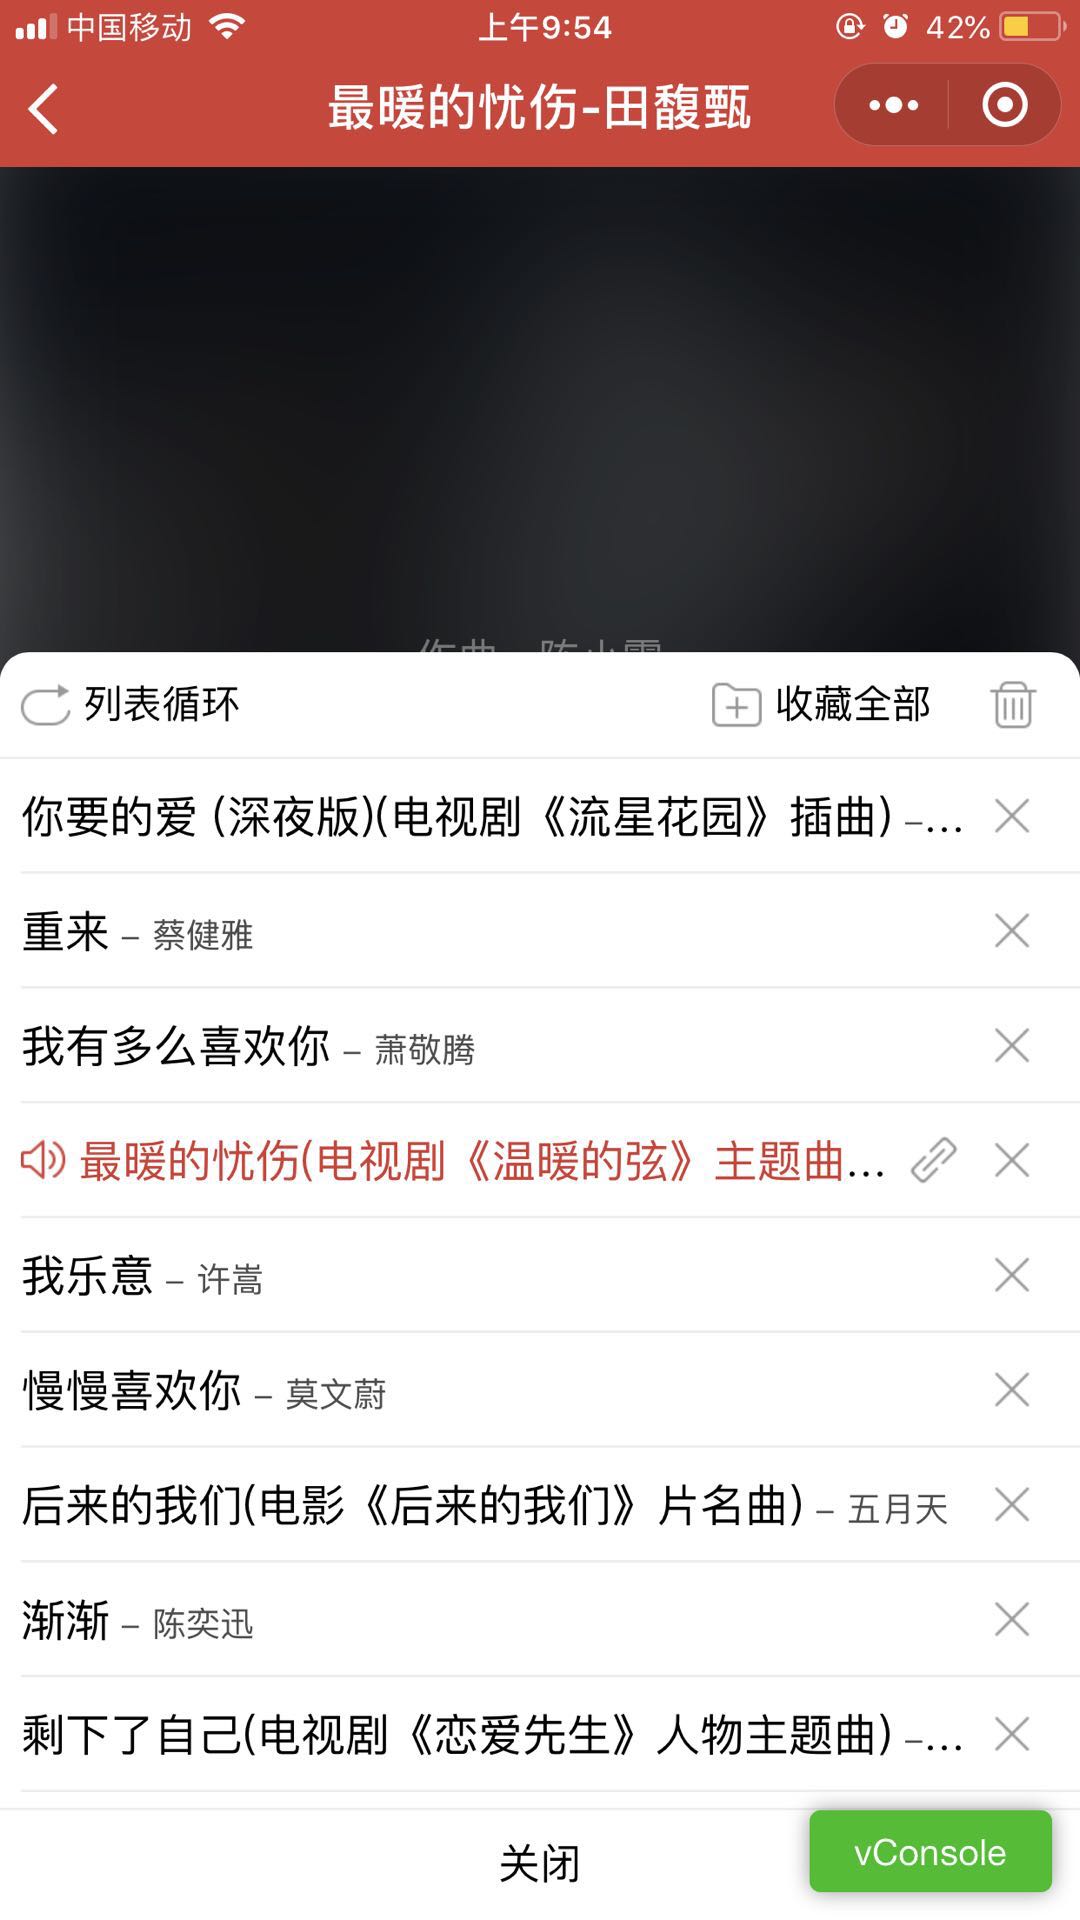 中国移动
上午9:54
42%
最暖的忧伤-田馥甄
列表循环
收藏全部
你要的爱 (深夜版)(电视剧《流星花园》插曲) –...
重来 – 蔡健雅
我有多么喜欢你 – 萧敬腾
最暖的忧伤(电视剧《温暖的弦》主题曲...
我乐意 – 许嵩
慢慢喜欢你 – 莫文蔚
后来的我们(电影《后来的我们》片名曲) – 五月天
渐渐 – 陈奕迅
剩下了自己(电视剧《恋爱先生》人物主题曲) –...
关闭
vConsole